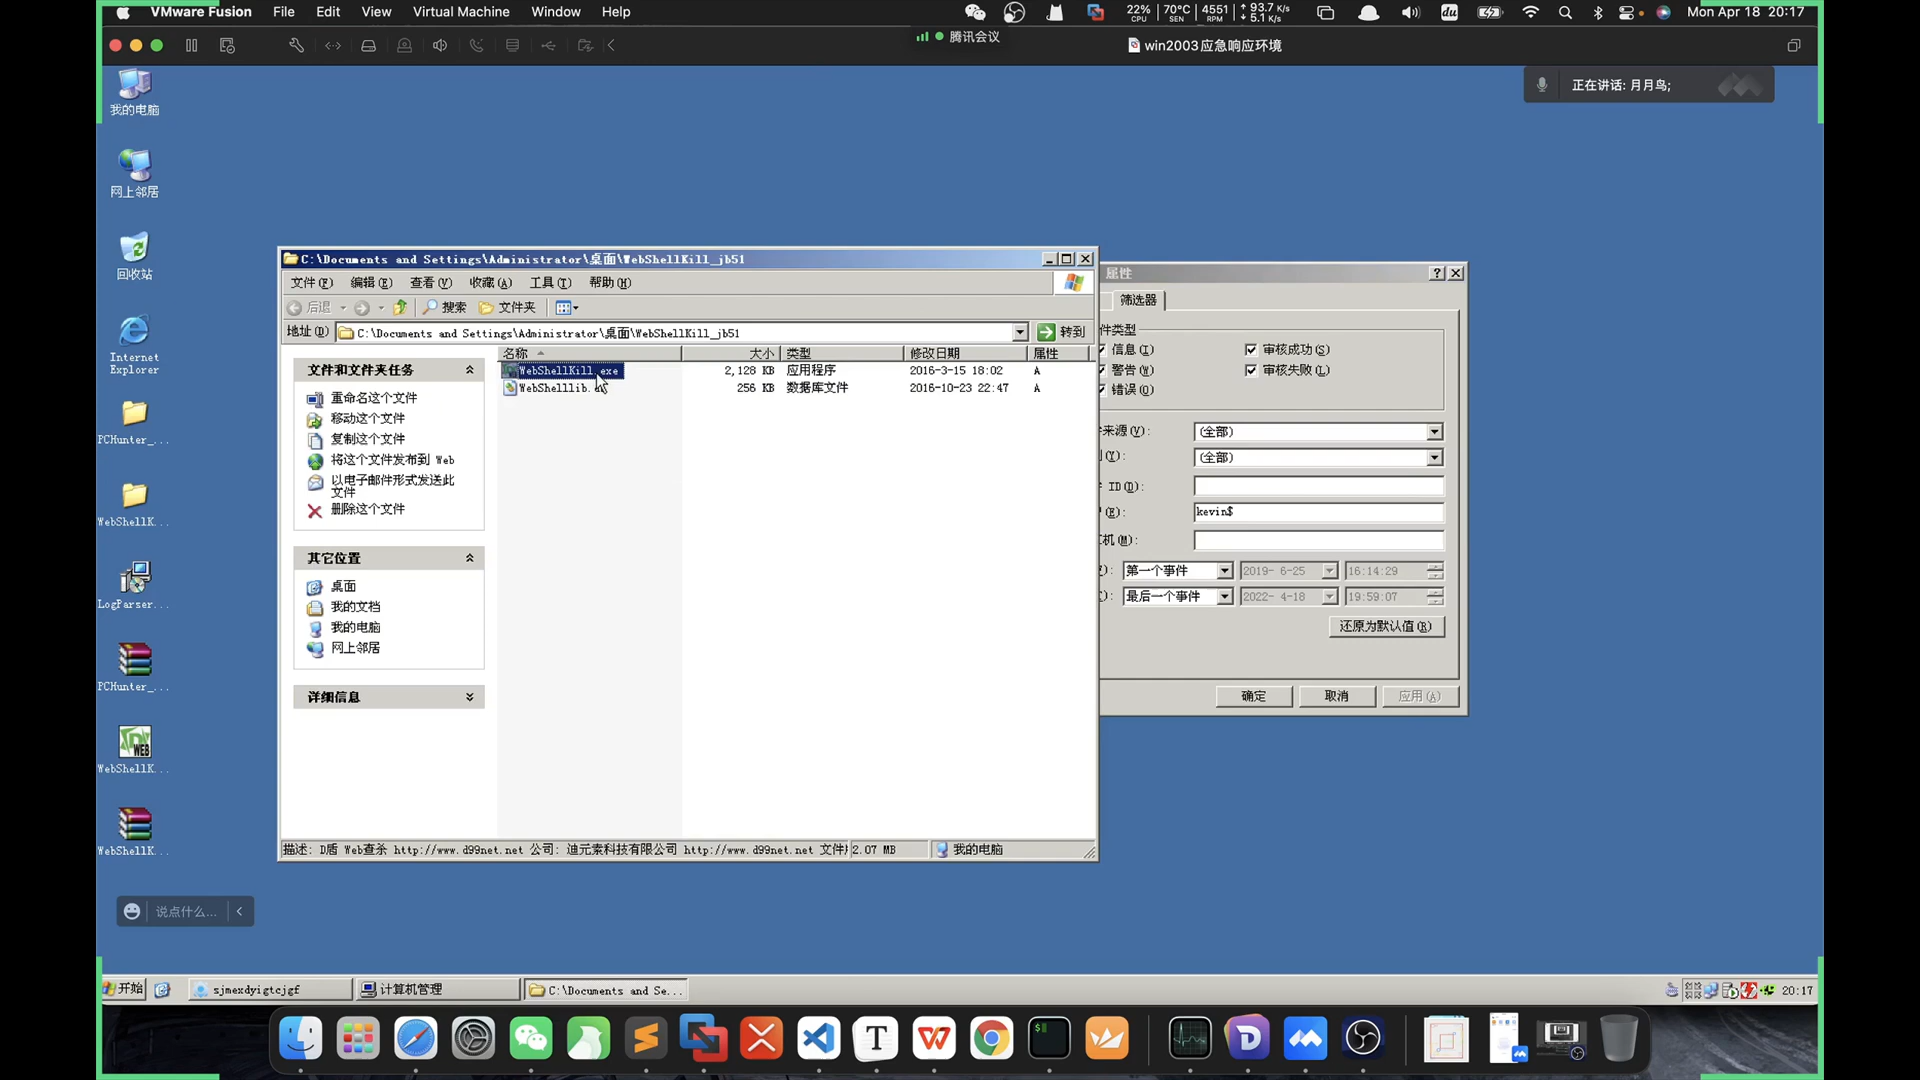 VMware Fusion File Edit View Virtual Machine Window Help
22% CPU 70°C SEN 4551 RPM ↑ 93.7 K/s ↓ 5.1 K/s du Mon Apr 18 20:17
腾讯会议
win2003应急响应环境
正在讲话: 月月鸟;
我的电脑
网上邻居
回收站
Internet Explorer
PCHunter_...
WebShellK...
LogParser...
PCHunter_...
WEB
WebShellK...
WebShellK...
C:\Documents and Settings\Administrator\桌面\WebShellKill_jb51
文件(F) 编辑(E) 查看(V) 收藏(A) 工具(T) 帮助(H)
后退 搜索 文件夹
地址(D) C:\Documents and Settings\Administrator\桌面\WebShellKill_jb51 转到
名称 大小 类型 修改日期 属性
WebShellKill.exe 2,128 KB 应用程序 2016-3-15 18:02 A
WebShelllib. 256 KB 数据库文件 2016-10-23 22:47 A
文件和文件夹任务
重命名这个文件
移动这个文件
复制这个文件
将这个文件发布到 Web
以电子邮件形式发送此
文件
删除这个文件
其它位置
桌面
我的文档
我的电脑
网上邻居
详细信息
描述: D盾 Web查杀 http://www.d99net.net 公司: 迪元素科技有限公司 http://www.d99net.net 文件 2.07 MB 我的电脑
属性
筛选器
件类型
信息(I) 审核成功(S)
警告(W) 审核失败(L)
错误(O)
来源(V): (全部)
(Y): (全部)
ID(D):
(E): kevin$
机(M):
第一个事件 2019- 6-25 16:14:29
最后一个事件 2022- 4-18 19:59:07
还原为默认值(R)
确定 取消 应用(A)
说点什么...
开始 sjmexdyigtcjgf 计算机管理 C:\Documents and Se... 20:17